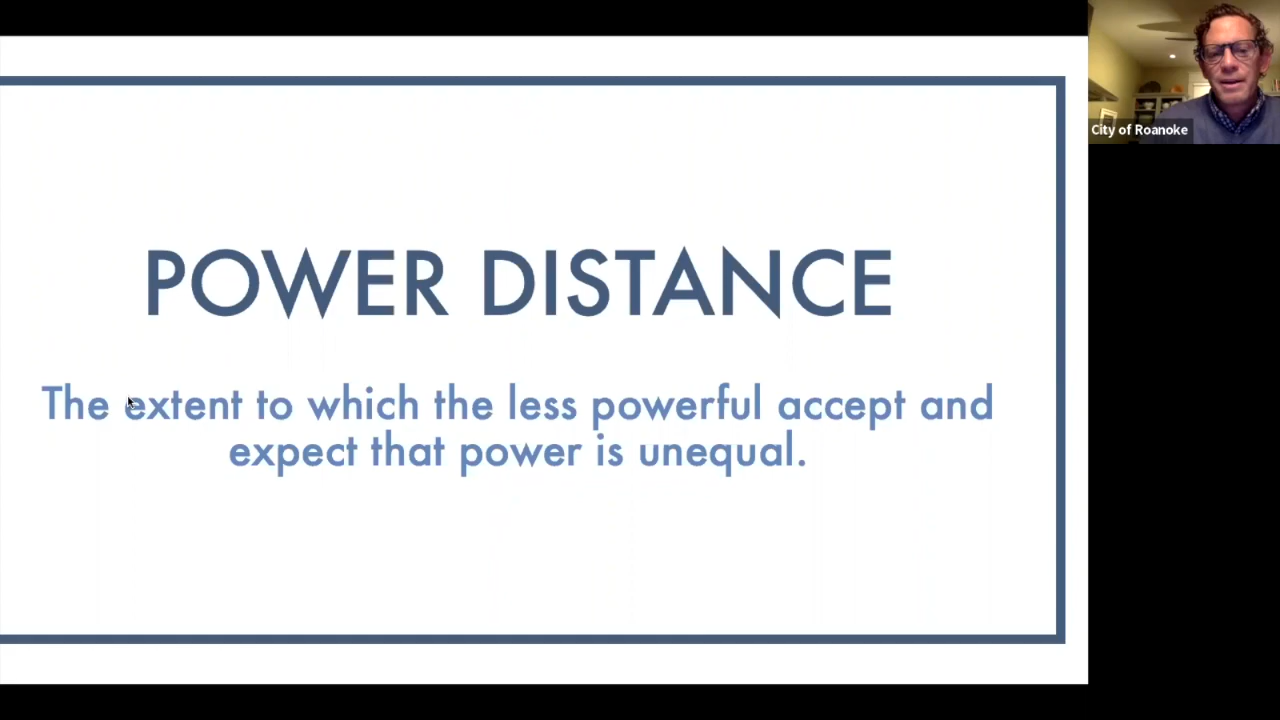 POWER DISTANCE
The extent to which the less powerful accept and
expect that power is unequal.
City of Roanoke